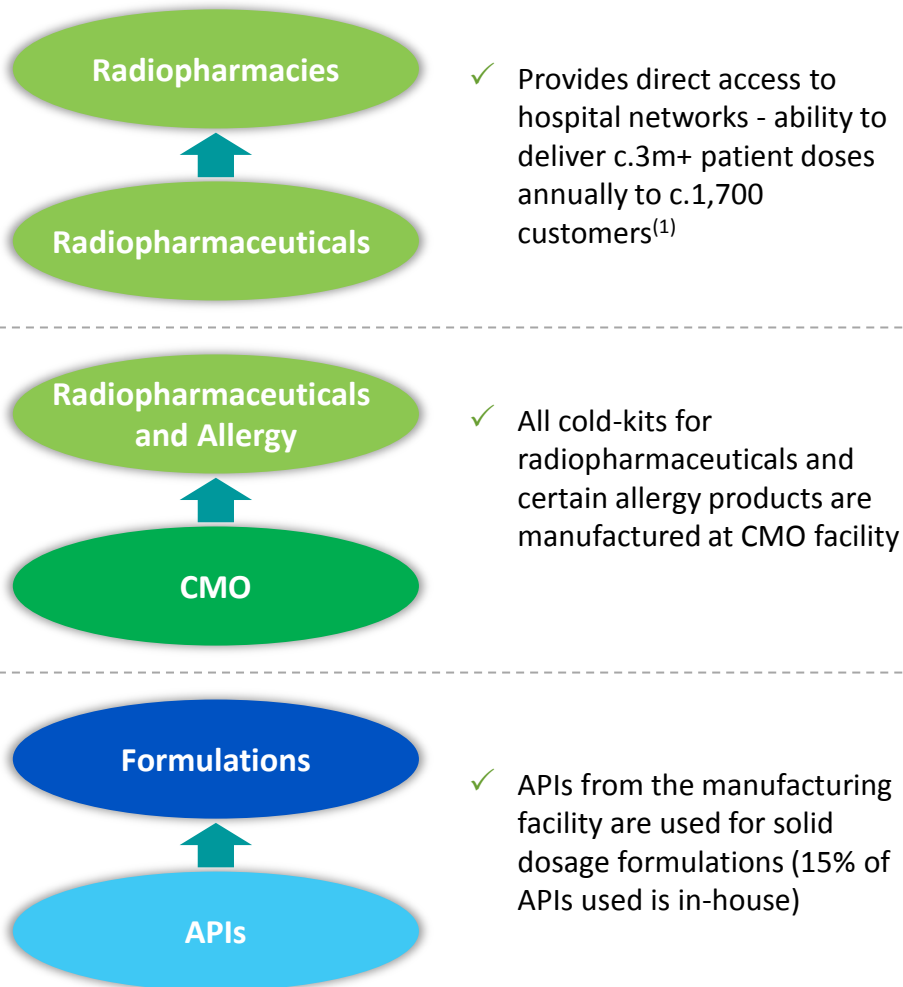 Radiopharmacies
Radiopharmaceuticals
✓ Provides direct access to
hospital networks - ability to
deliver c.3m+ patient doses
annually to c.1,700
customers(1)
Radiopharmaceuticals
and Allergy
CMO
✓ All cold-kits for
radiopharmaceuticals and
certain allergy products are
manufactured at CMO facility
Formulations
APIs
✓ APIs from the manufacturing
facility are used for solid
dosage formulations (15% of
APIs used is in-house)